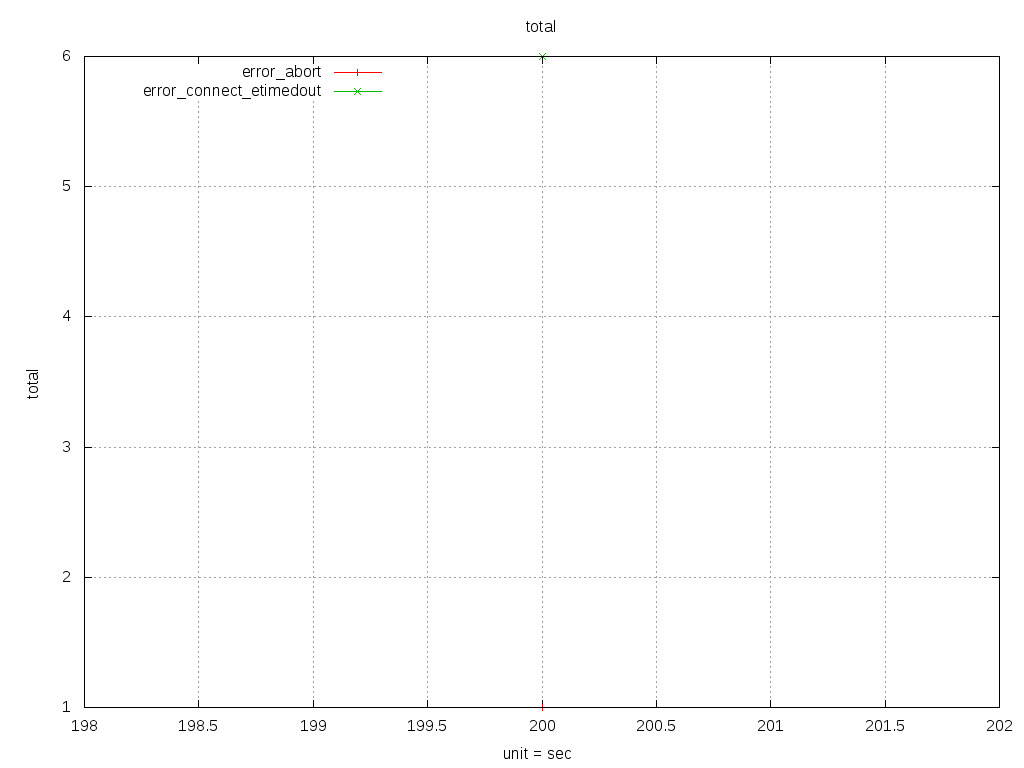 total
6
error_abort
error_connect_etimedout
5
4
total
3
2
1
198 198.5 199 199.5 200 200.5 201 201.5 202
unit = sec